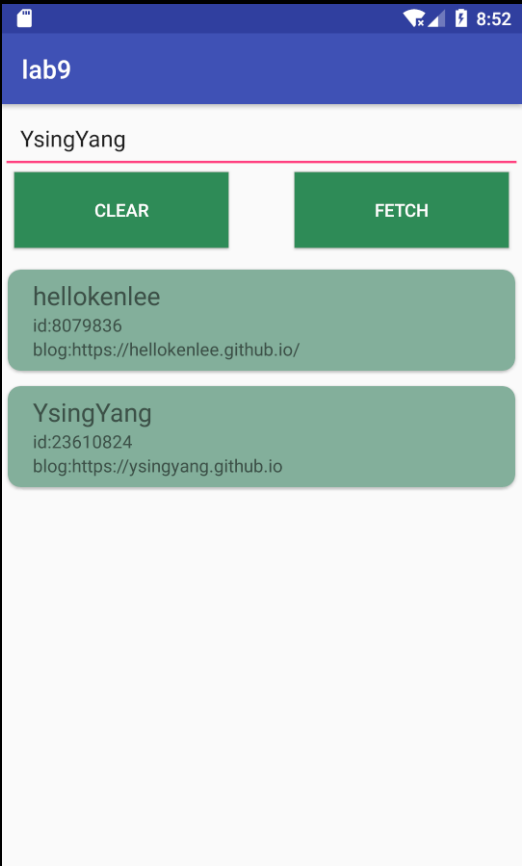 8:52
lab9
YsingYang
CLEAR FETCH
hellokenlee
id:8079836
blog:https://hellokenlee.github.io/
YsingYang
id:23610824
blog:https://ysingyang.github.io